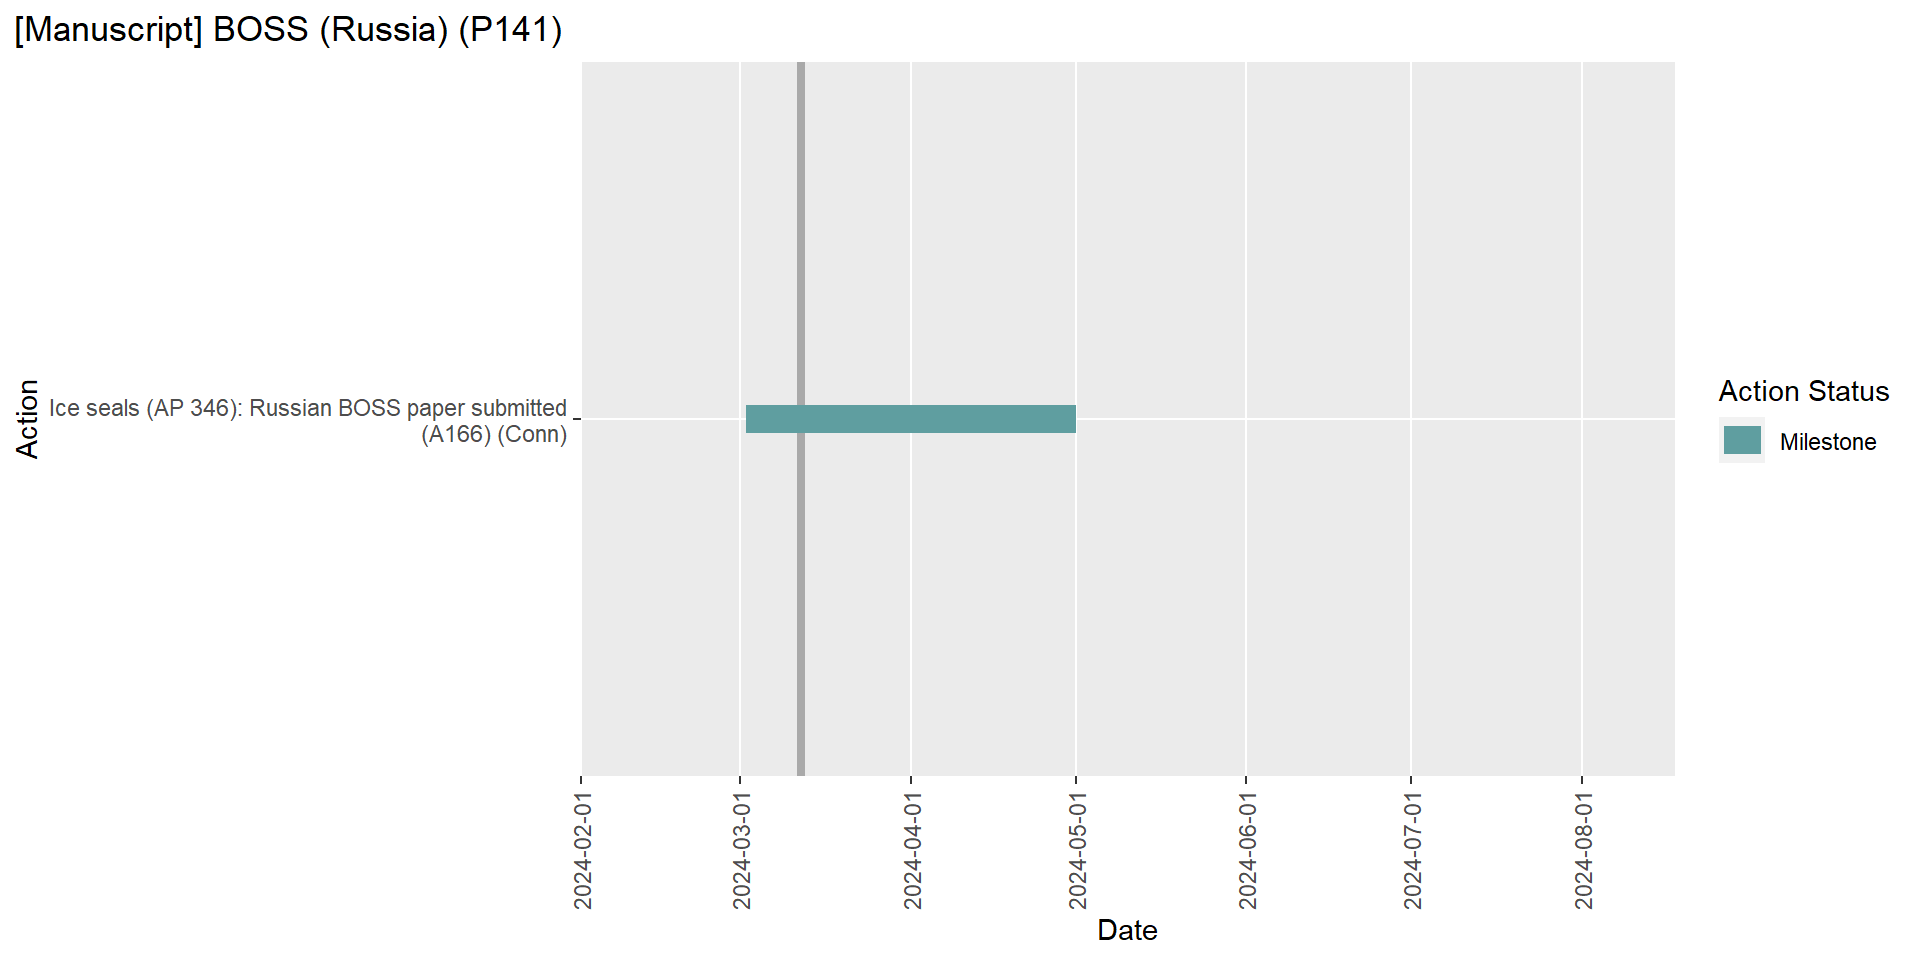 [Manuscript] BOSS (Russia) (P141)
Action
Ice seals (AP 346): Russian BOSS paper submitted
(A166) (Conn)
2024-02-01
2024-03-01
2024-04-01
2024-05-01
2024-06-01
2024-07-01
2024-08-01
Date
Action Status
Milestone